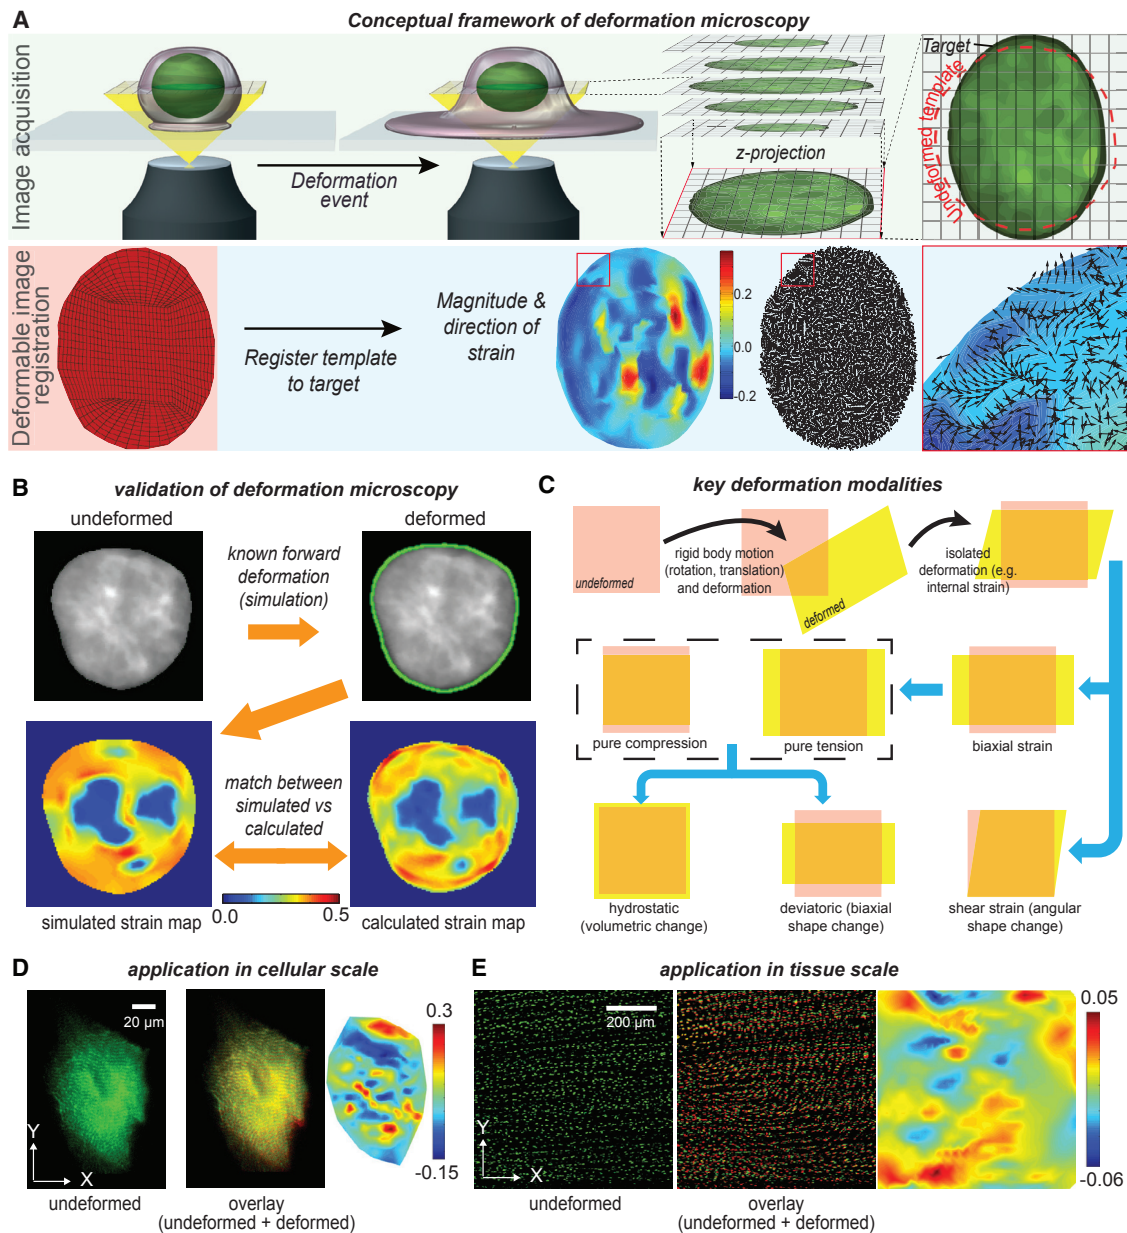 A
Conceptual framework of deformation microscopy
Image acquisition
Deformation
event
z-projection
Target
Undeformed template
Deformable image
registration
Register template
to target
Magnitude &
direction of
strain
0.2
0.0
-0.2
B
validation of deformation microscopy
undeformed
deformed
known forward
deformation
(simulation)
match between
simulated vs
calculated
simulated strain map
0.0
0.5
calculated strain map
C
key deformation modalities
undeformed
rigid body motion
(rotation, translation)
and deformation
deformed
isolated
deformation (e.g.
internal strain)
pure compression
pure tension
biaxial strain
hydrostatic
(volumetric change)
deviatoric (biaxial
shape change)
shear strain (angular
shape change)
D
application in cellular scale
20 µm
Y
X
undeformed
overlay
(undeformed + deformed)
0.3
-0.15
E
application in tissue scale
200 µm
Y
X
undeformed
overlay
(undeformed + deformed)
0.05
-0.06